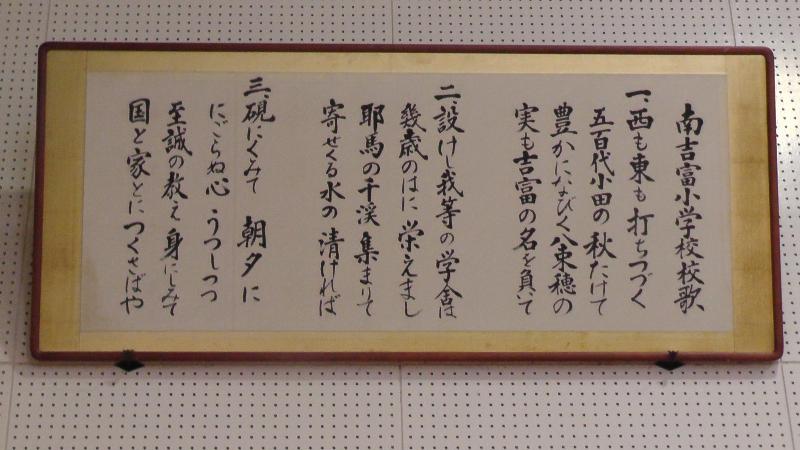 南吉富小学校校歌
一、西も東も 打ちつづく
五百代小田の 秋たけて
豊かになびく 八束穂の
実も吉富の 名を負いて
二、設けし我等の 学舎は
幾歳のはに 栄えまし
耶馬の千渓 集まりて
寄せくる水の 清ければ
三、硯にくみて 朝夕に
にごらぬ心 うつしつつ
至誠の教え 身にしみて
国と家とに つくさばや